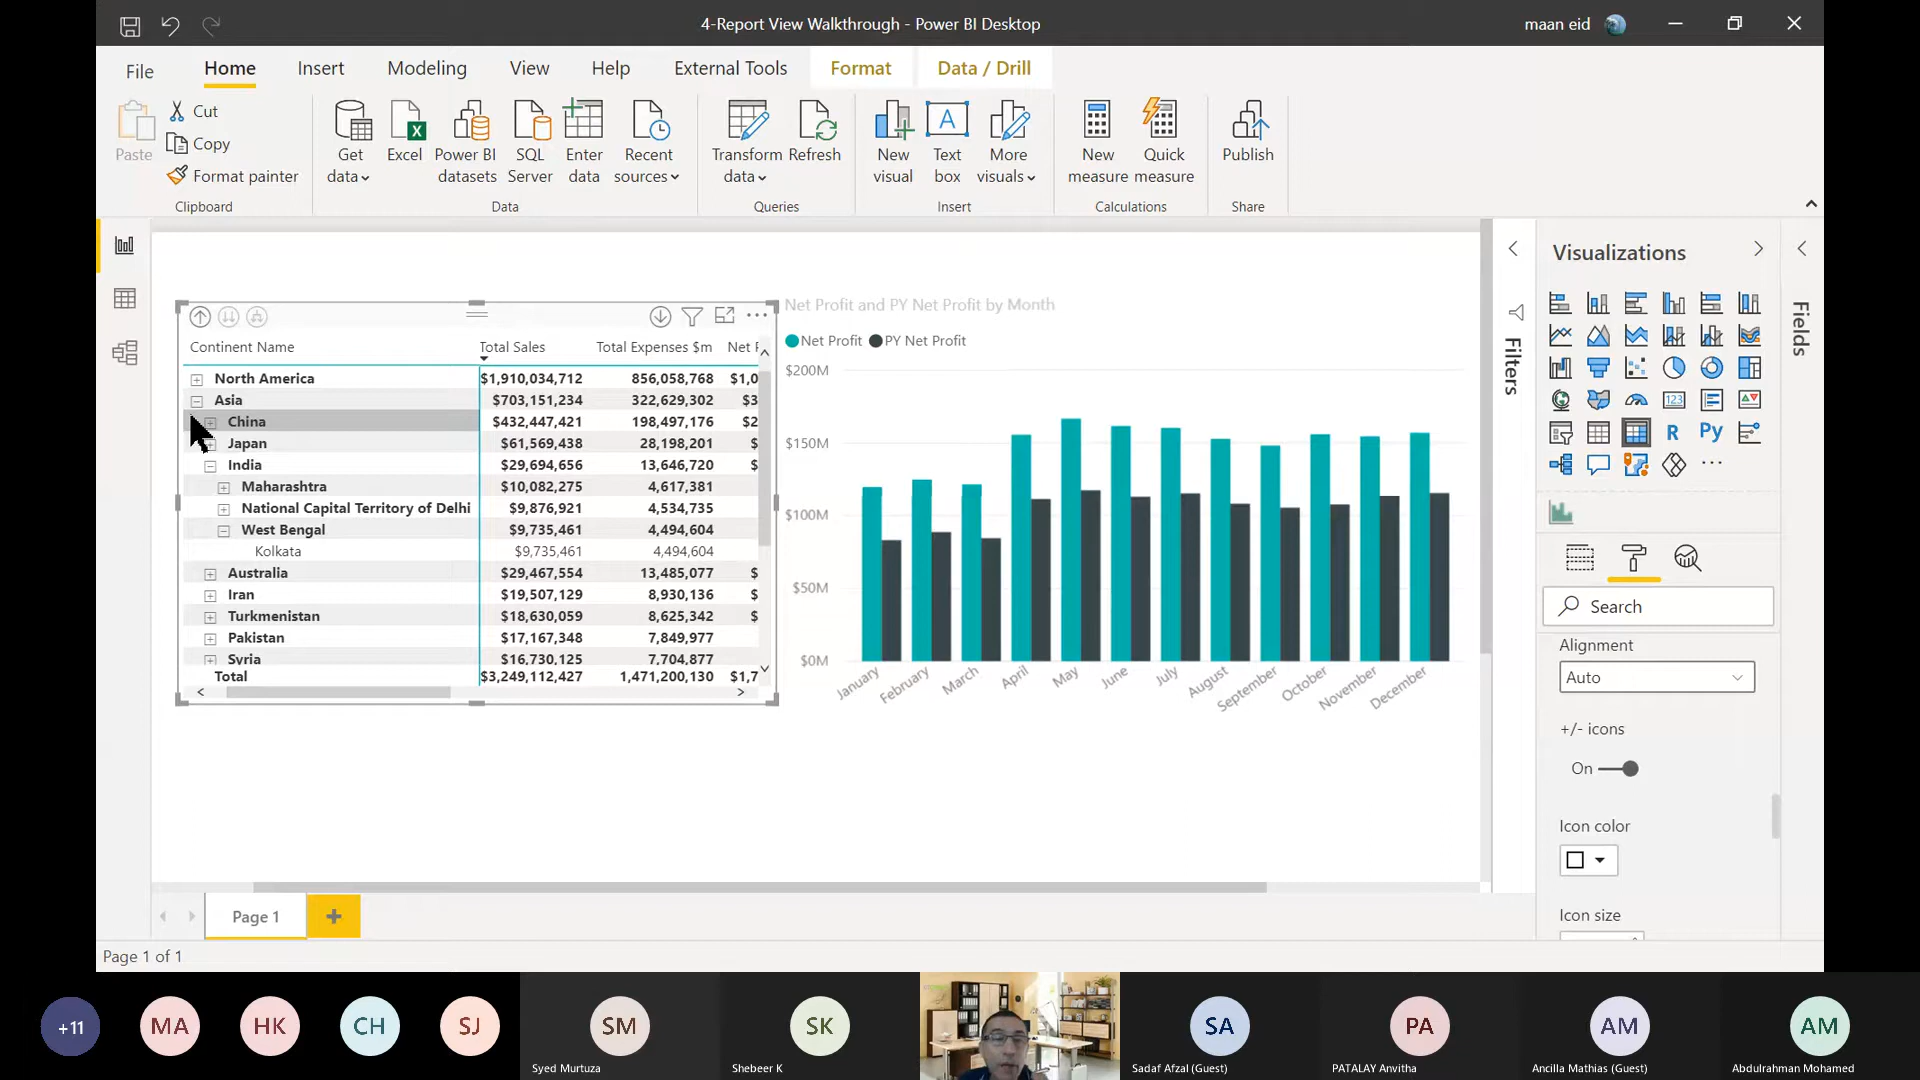 4-Report View Walkthrough - Power BI Desktop
maan eid
File
Home
Insert
Modeling
View
Help
External Tools
Format
Data / Drill
Paste
Cut
Copy
Format painter
Clipboard
Get
data
Excel
Power BI
datasets
SQL
Server
Enter
data
Recent
sources
Data
Transform
data
Refresh
Queries
New
visual
A
Text
box
More
visuals
Insert
New
measure
Quick
measure
Calculations
Publish
Share
Continent Name Total Sales Total Expenses $m Net P
North America $1,910,034,712 856,058,768 $1,0
Asia $703,151,234 322,629,302 $3
China $432,447,421 198,497,176 $2
Japan $61,569,438 28,198,201 $
India $29,694,656 13,646,720 $
Maharashtra $10,082,275 4,617,381
National Capital Territory of Delhi $9,876,921 4,534,735
West Bengal $9,735,461 4,494,604
Kolkata $9,735,461 4,494,604
Australia $29,467,554 13,485,077 $
Iran $19,507,129 8,930,136 $
Turkmenistan $18,630,059 8,625,342 $
Pakistan $17,167,348 7,849,977
Syria $16,730,125 7,704,877
Total $3,249,112,427 1,471,200,130 $1,7
Net Profit and PY Net Profit by Month
Net Profit PY Net Profit
$200M
$150M
$100M
$50M
$0M
January
February
March
April
May
June
July
August
September
October
November
December
Filters
Visualizations
123
R
Py
Fields
Search
Alignment
Auto
+/- icons
On
Icon color
Icon size
Page 1
Page 1 of 1
+11
MA
HK
CH
SJ
SM
Syed Murtuza
SK
Shebeer K
SA
Sadaf Afzal (Guest)
PA
PATALAY Anvitha
AM
Ancilla Mathias (Guest)
AM
Abdulrahman Mohamed